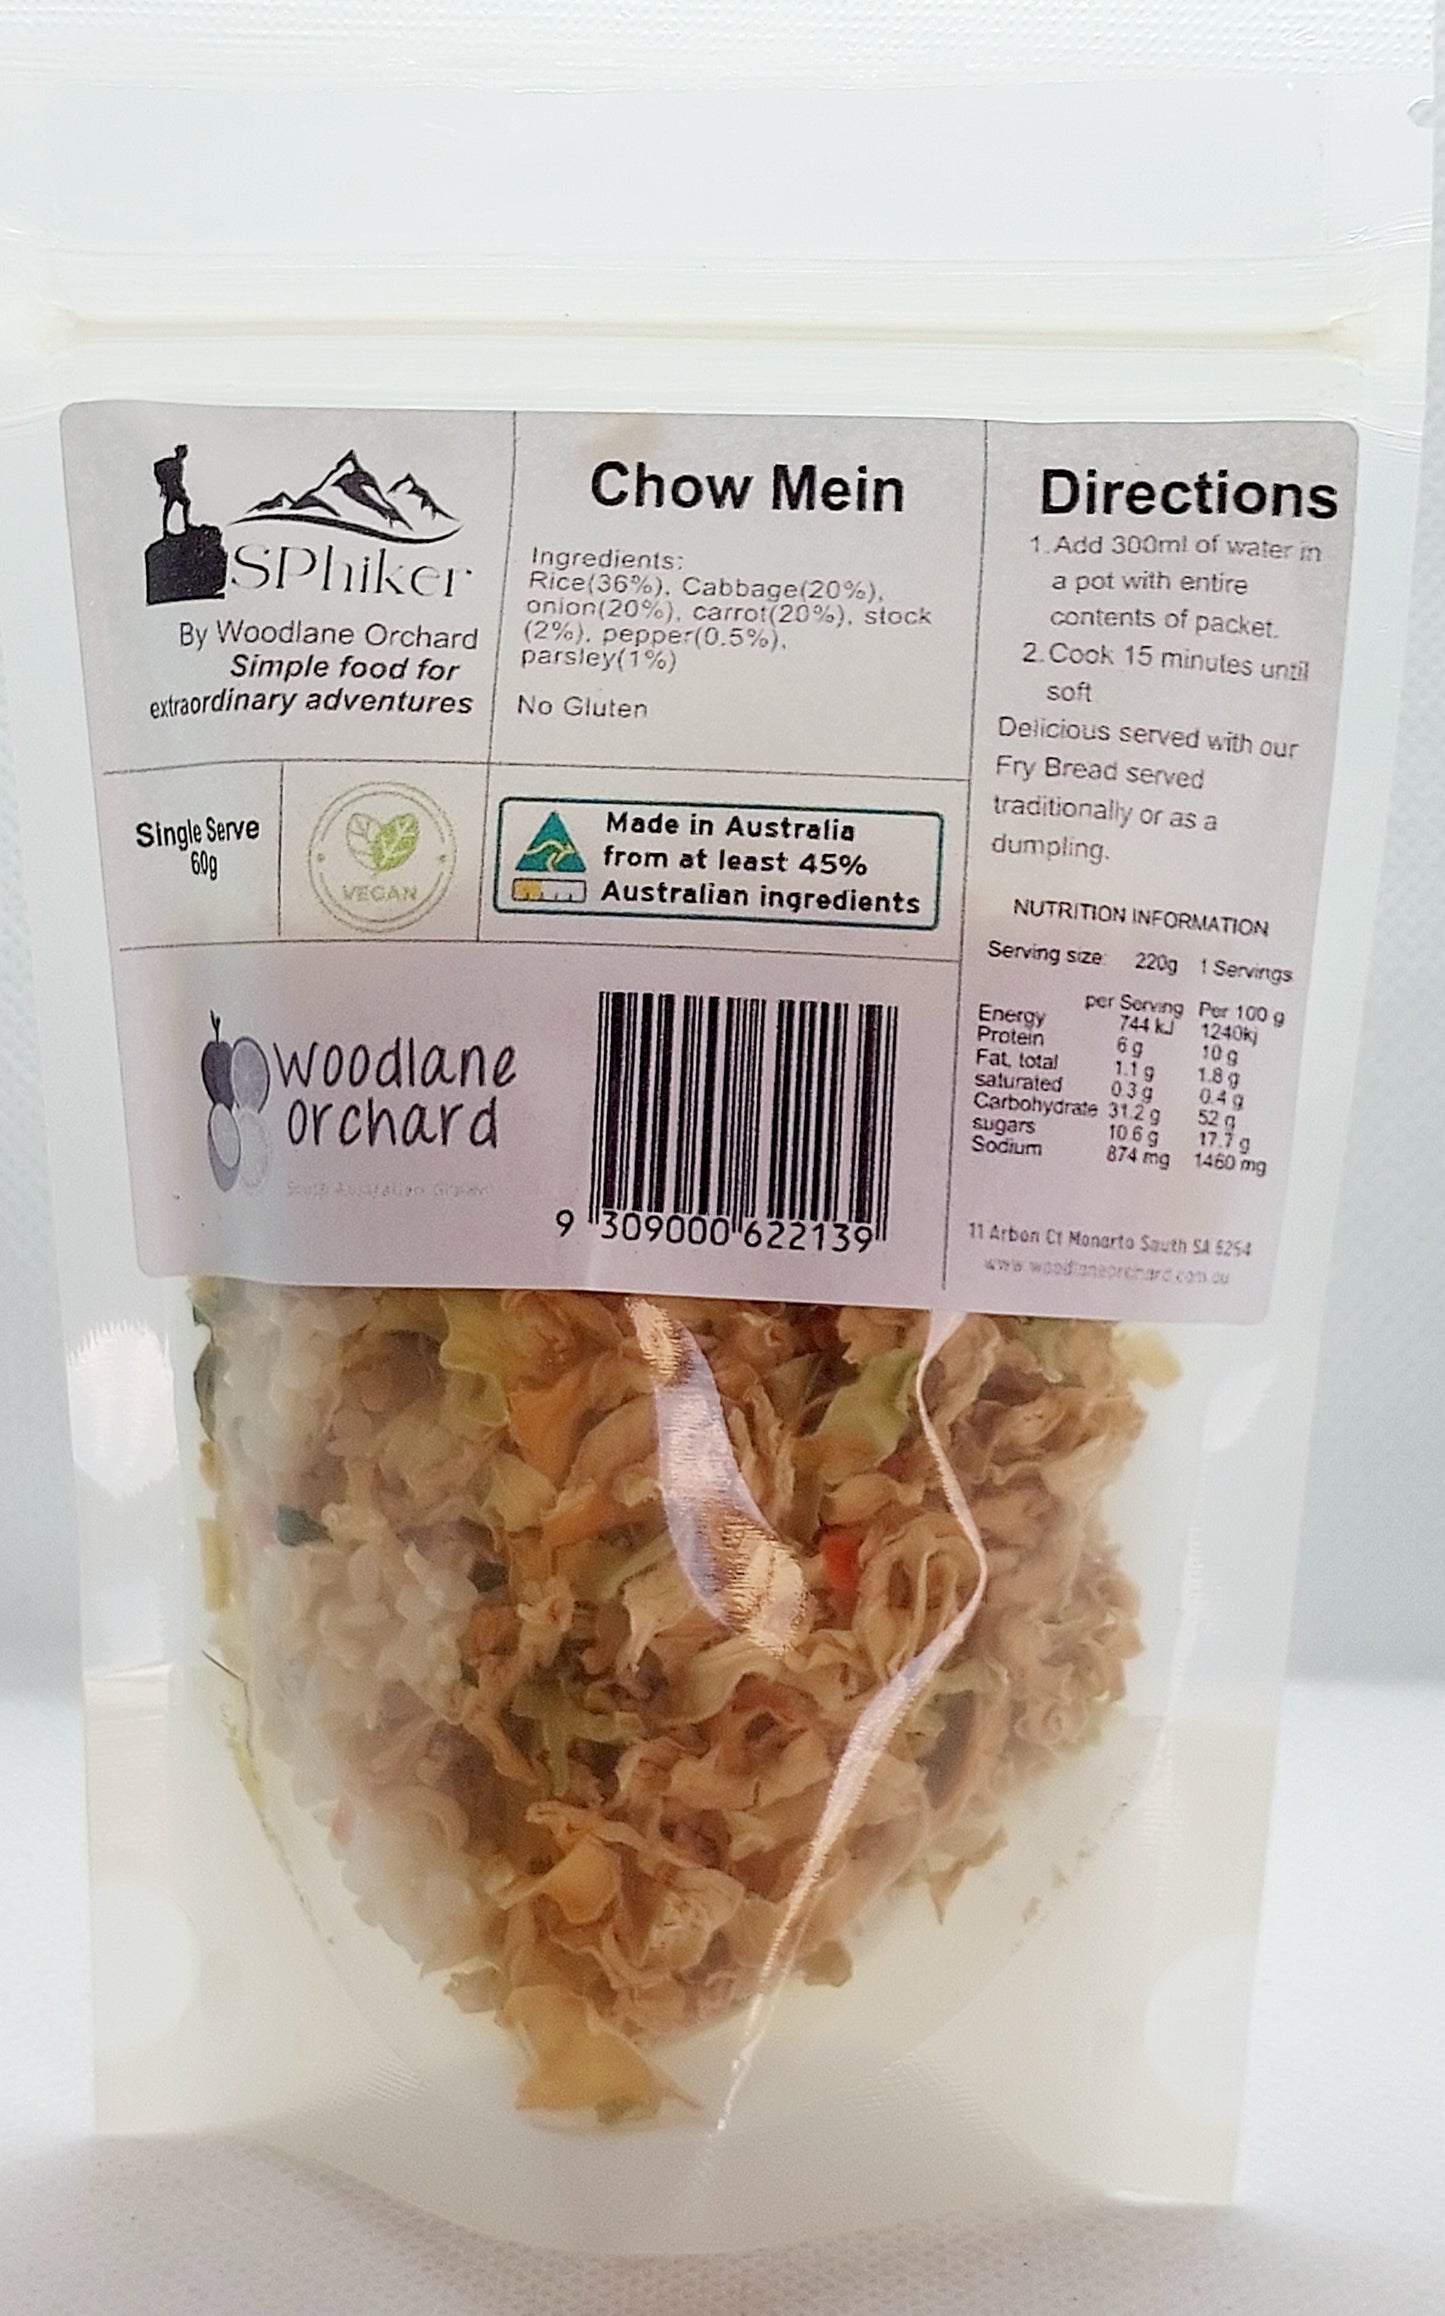 SPhiker
By Woodlane Orchard
Simple food for
extraordinary adventures
Chow Mein
Ingredients:
Rice(36%), Cabbage(20%),
onion(20%), carrot(20%), stock
(2%), pepper(0.5%),
parsley(1%)
No Gluten
Single Serve
60g
VEGAN
Made in Australia
from at least 45%
Australian ingredients
woodlane
orchard
South Australian Grown
9 309000 622139
Directions
1. Add 300ml of water in
a pot with entire
contents of packet.
2. Cook 15 minutes until
soft
Delicious served with our
Fry Bread served
traditionally or as a
dumpling.
NUTRITION INFORMATION
Serving size: 220g 1 Servings
per Serving Per 100 g
Energy 744 kJ 1240kj
Protein 6 g 10 g
Fat, total 1.1 g 1.8 g
saturated 0.3 g 0.4 g
Carbohydrate 31.2 g 52 g
sugars 10.6 g 17.7 g
Sodium 874 mg 1460 mg
11 Arbon Ct Monarto South SA 5254
www.woodlaneorchard.com.au